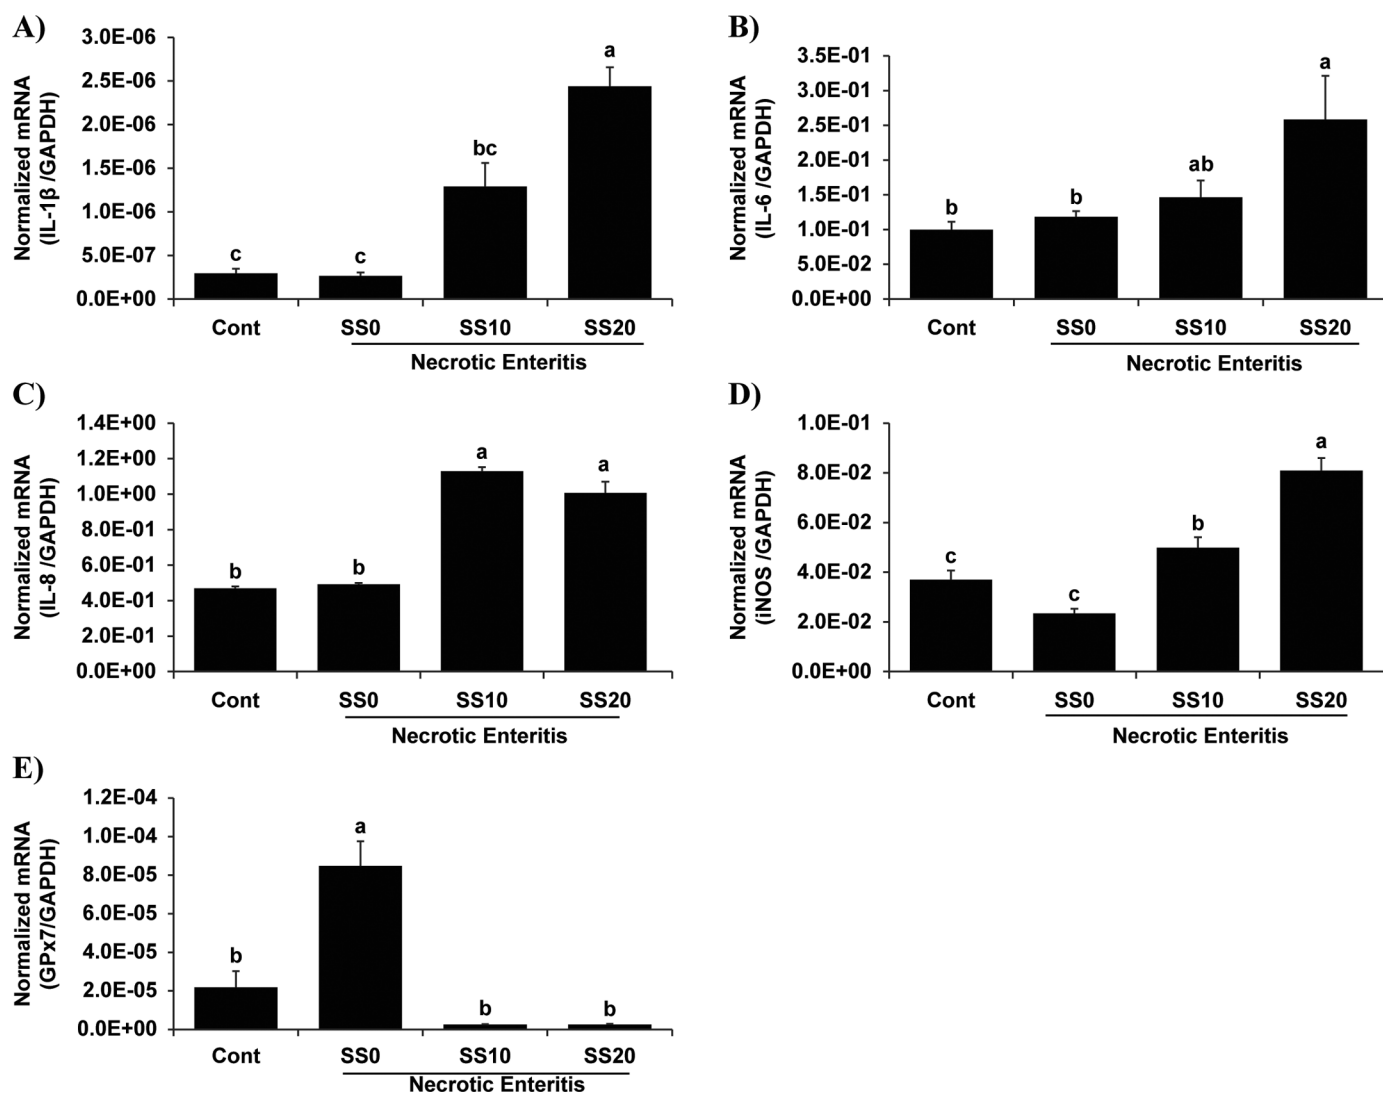 A)
Normalized mRNA
(IL-1β /GAPDH)
3.0E-06
2.5E-06
2.0E-06
1.5E-06
1.0E-06
5.0E-07
0.0E+00
c
c
bc
a
Cont SS0 SS10 SS20
Necrotic Enteritis
B)
Normalized mRNA
(IL-6 /GAPDH)
3.5E-01
3.0E-01
2.5E-01
2.0E-01
1.5E-01
1.0E-01
5.0E-02
0.0E+00
b
b
ab
a
Cont SS0 SS10 SS20
Necrotic Enteritis
C)
Normalized mRNA
(IL-8 /GAPDH)
1.4E+00
1.2E+00
1.0E+00
8.0E-01
6.0E-01
4.0E-01
2.0E-01
0.0E+00
b
b
a
a
Cont SS0 SS10 SS20
Necrotic Enteritis
D)
Normalized mRNA
(iNOS /GAPDH)
1.0E-01
8.0E-02
6.0E-02
4.0E-02
2.0E-02
0.0E+00
c
c
b
a
Cont SS0 SS10 SS20
Necrotic Enteritis
E)
Normalized mRNA
(GPx7/GAPDH)
1.2E-04
1.0E-04
8.0E-05
6.0E-05
4.0E-05
2.0E-05
0.0E+00
b
a
b
b
Cont SS0 SS10 SS20
Necrotic Enteritis